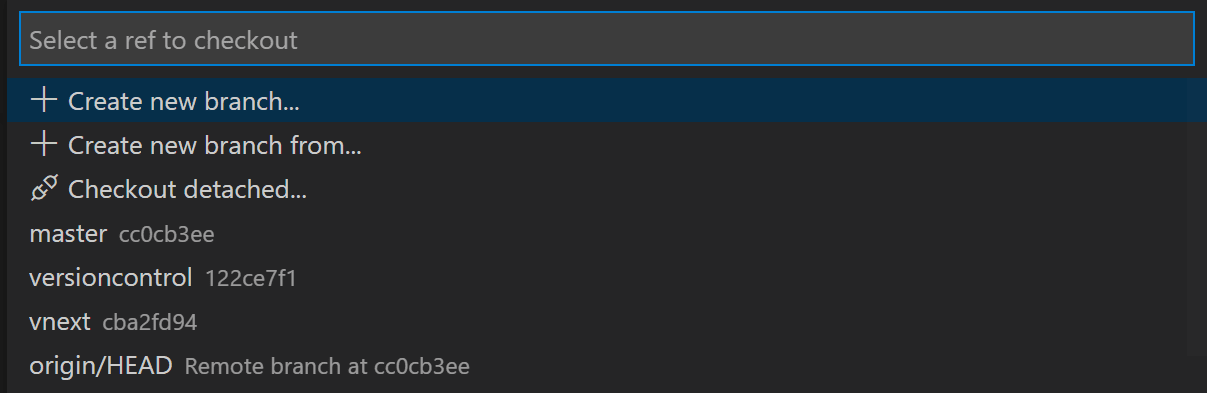 Select a ref to checkout
Create new branch...
Create new branch from...
Checkout detached...
master cc0cb3ee
versioncontrol 122ce7f1
vnext cba2fd94
origin/HEAD Remote branch at cc0cb3ee